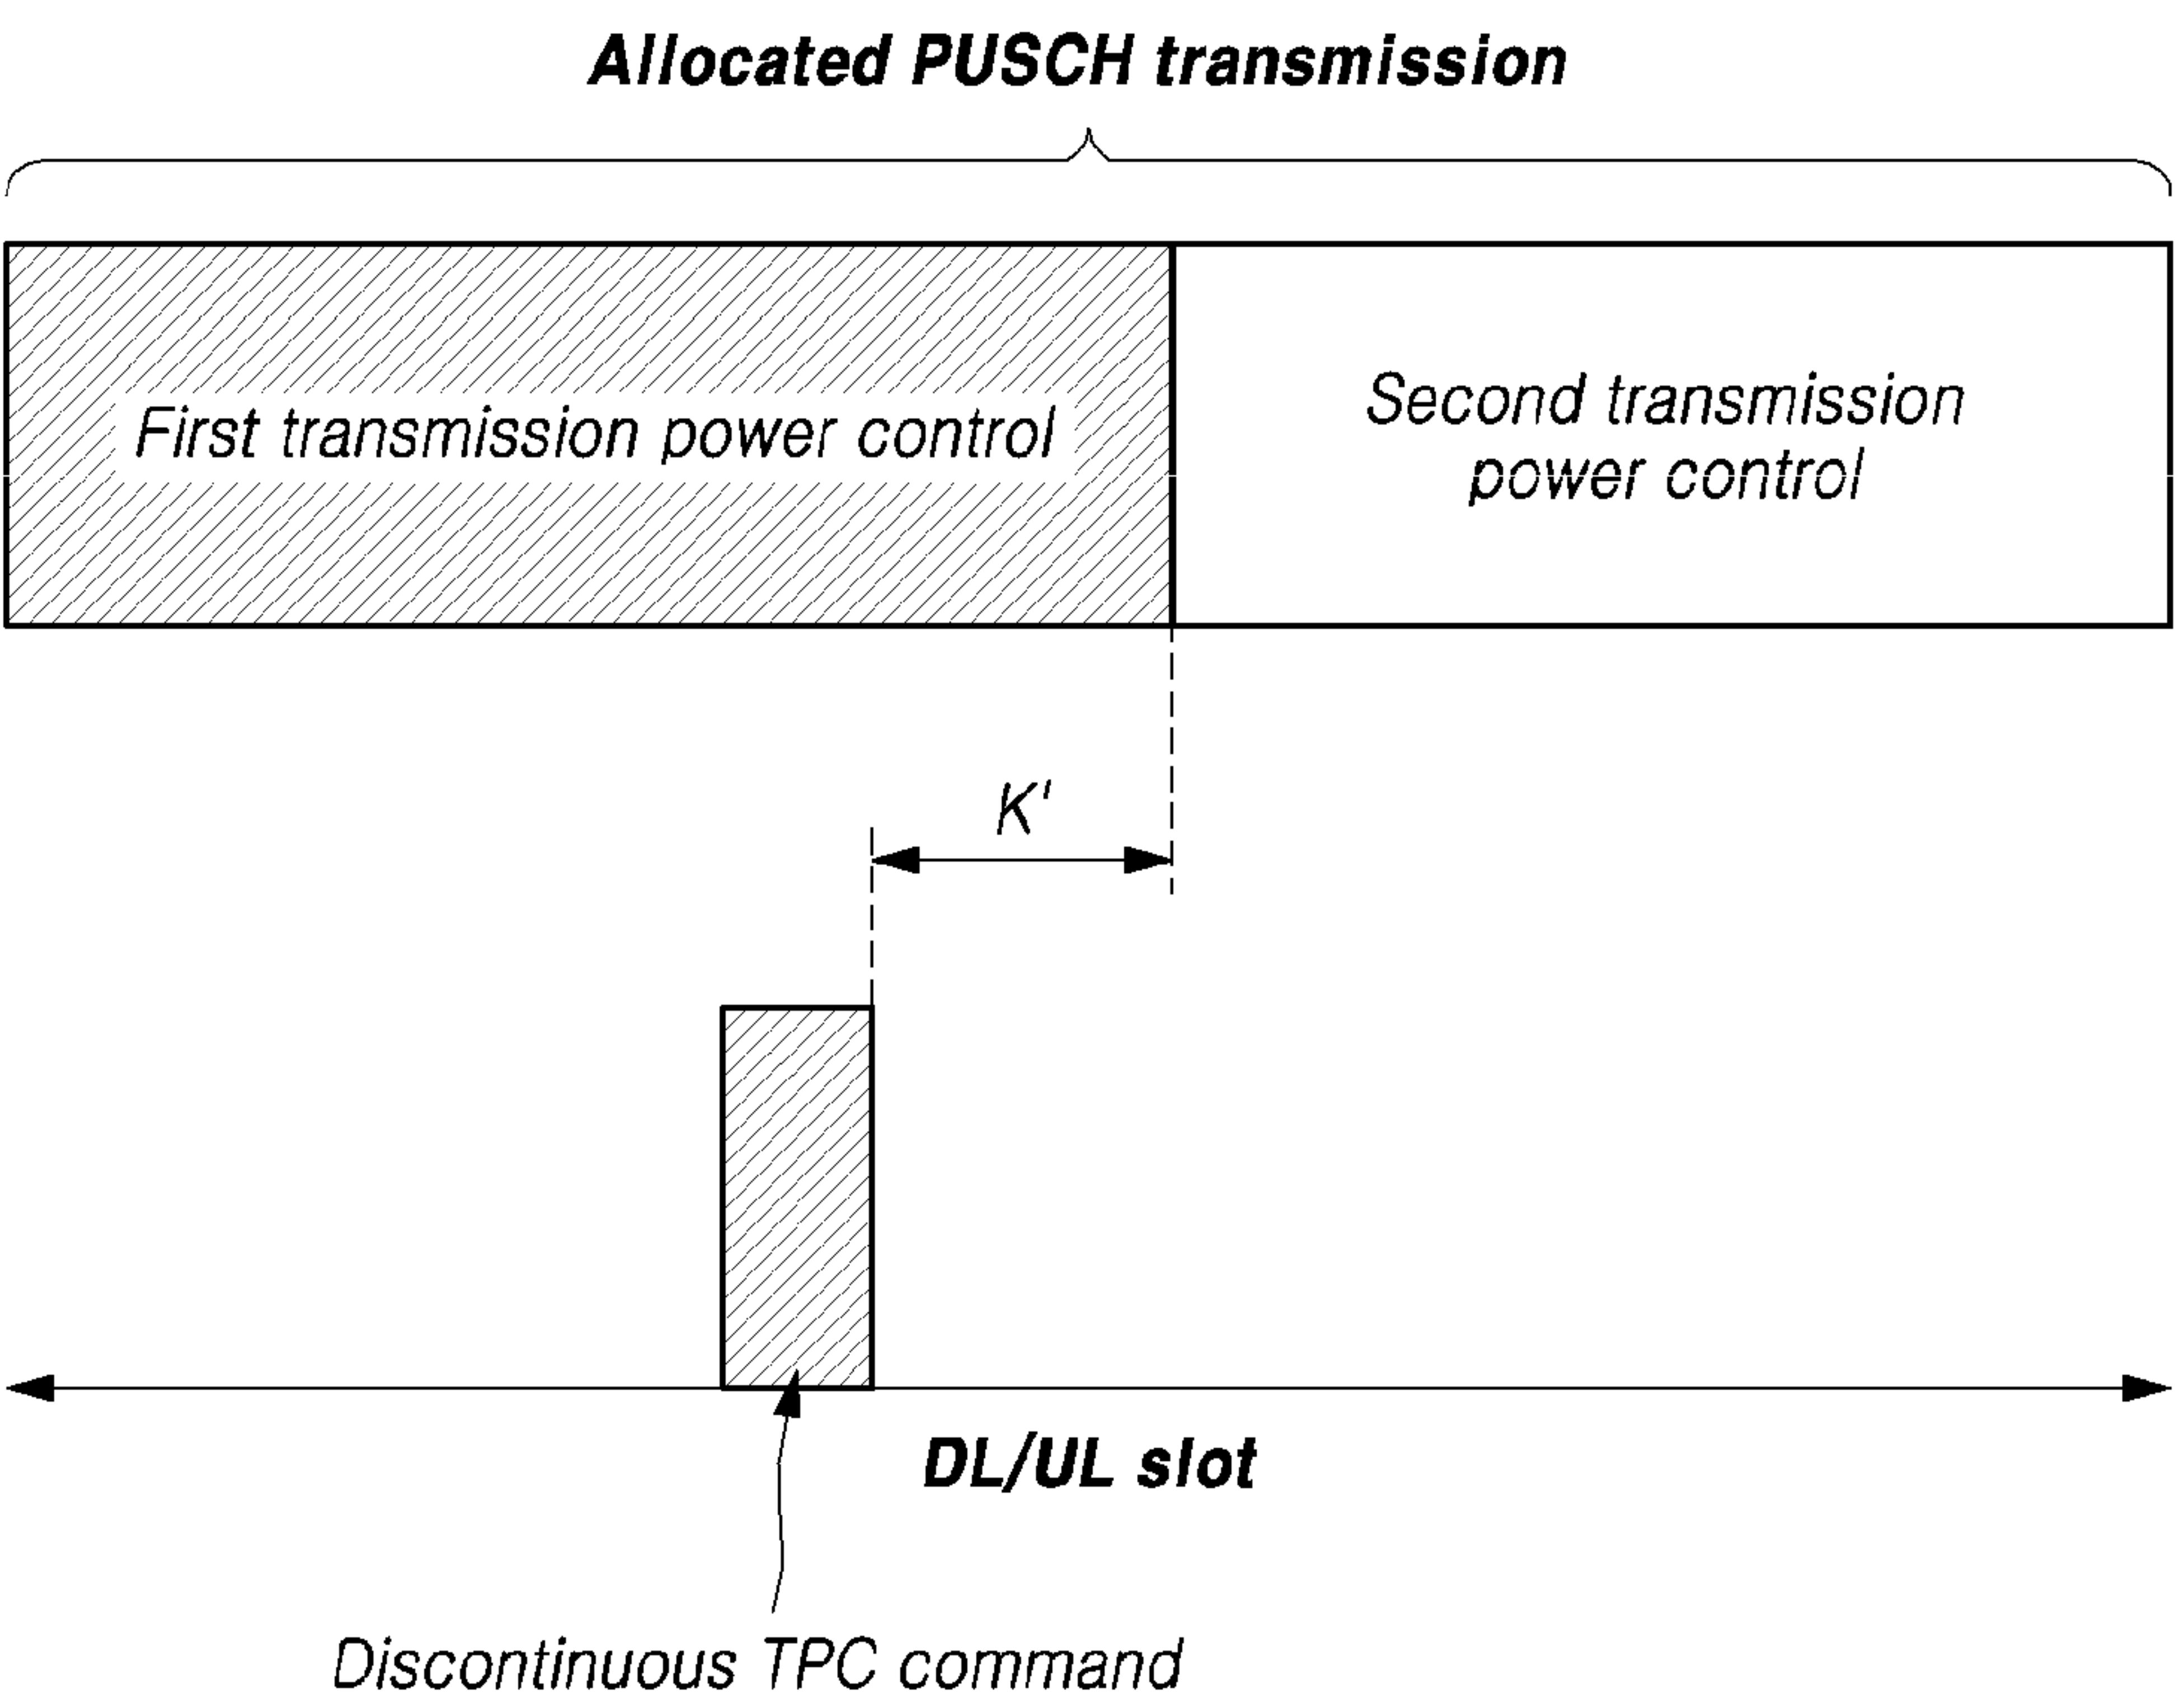 Allocated PUSCH transmission
First transmission power control
Second transmission
power control
K'
DL/UL slot
Discontinuous TPC command